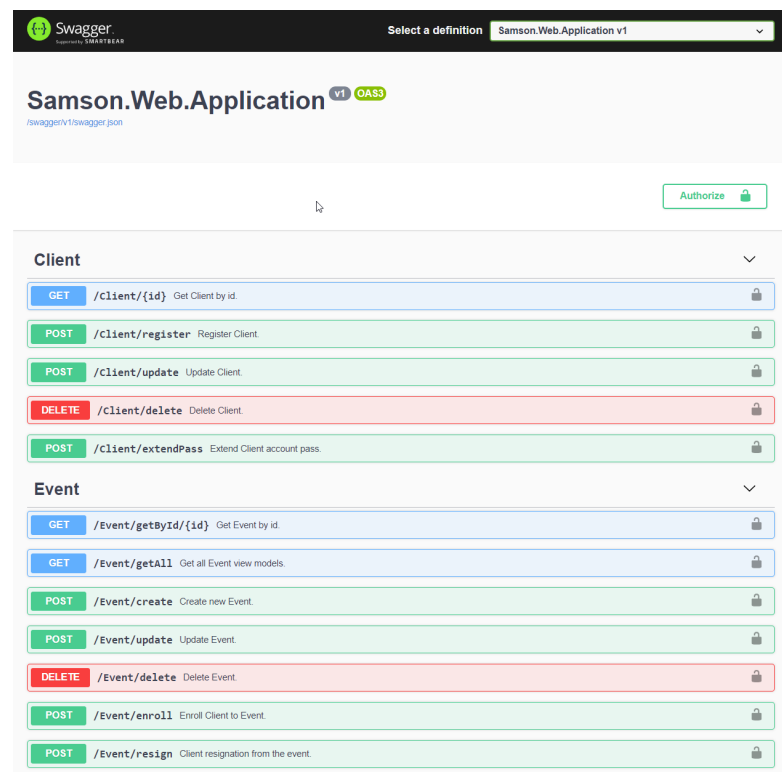 {···} Swagger.
Supported by SMARTBEAR
Select a definition
Samson.Web.Application v1
Samson.Web.Application v1 OAS3
/swagger/v1/swagger.json
Authorize
Client
GET /Client/{id} Get Client by id.
POST /Client/register Register Client.
POST /Client/update Update Client.
DELETE /Client/delete Delete Client.
POST /Client/extendPass Extend Client account pass.
Event
GET /Event/getById/{id} Get Event by id.
GET /Event/getAll Get all Event view models.
POST /Event/create Create new Event.
POST /Event/update Update Event.
DELETE /Event/delete Delete Event.
POST /Event/enroll Enroll Client to Event.
POST /Event/resign Client resignation from the event.